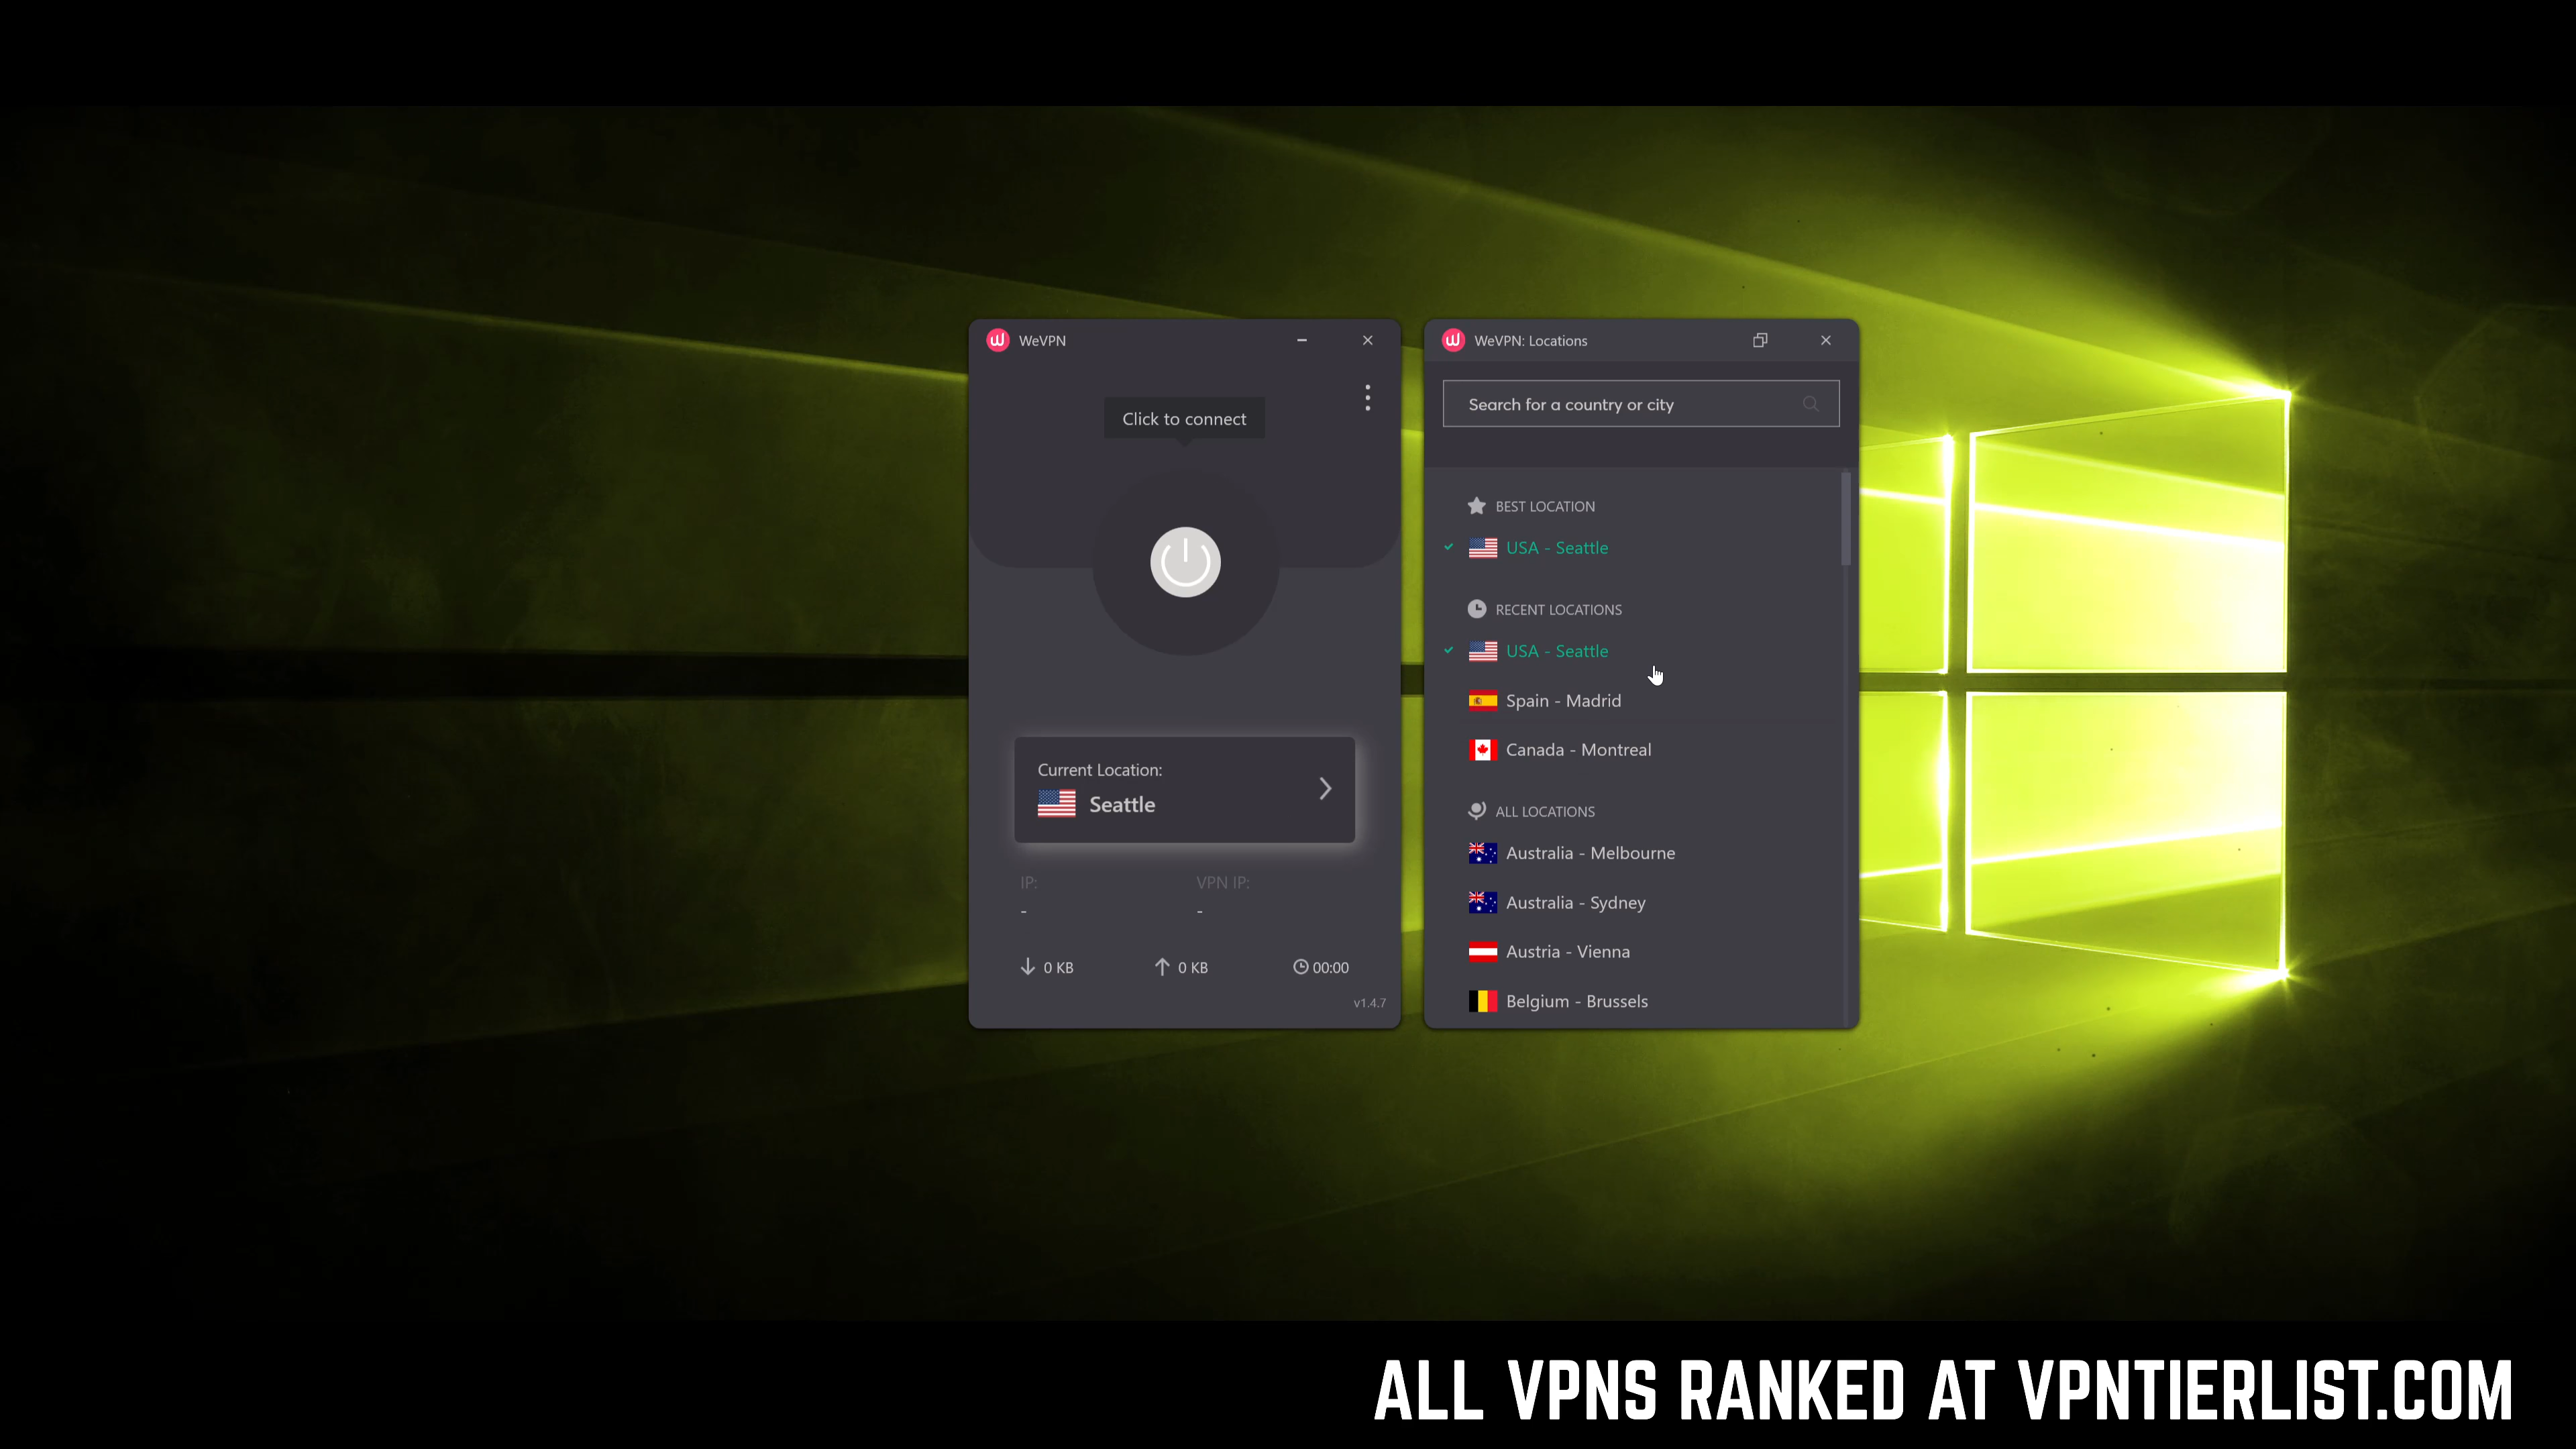 WeVPN
Click to connect
Current Location:
Seattle
IP:
-
VPN IP:
-
0 KB
0 KB
00:00
v1.4.7
WeVPN: Locations
Search for a country or city
BEST LOCATION
USA - Seattle
RECENT LOCATIONS
USA - Seattle
Spain - Madrid
Canada - Montreal
ALL LOCATIONS
Australia - Melbourne
Australia - Sydney
Austria - Vienna
Belgium - Brussels
ALL VPNS RANKED AT VPNTIERLIST.COM